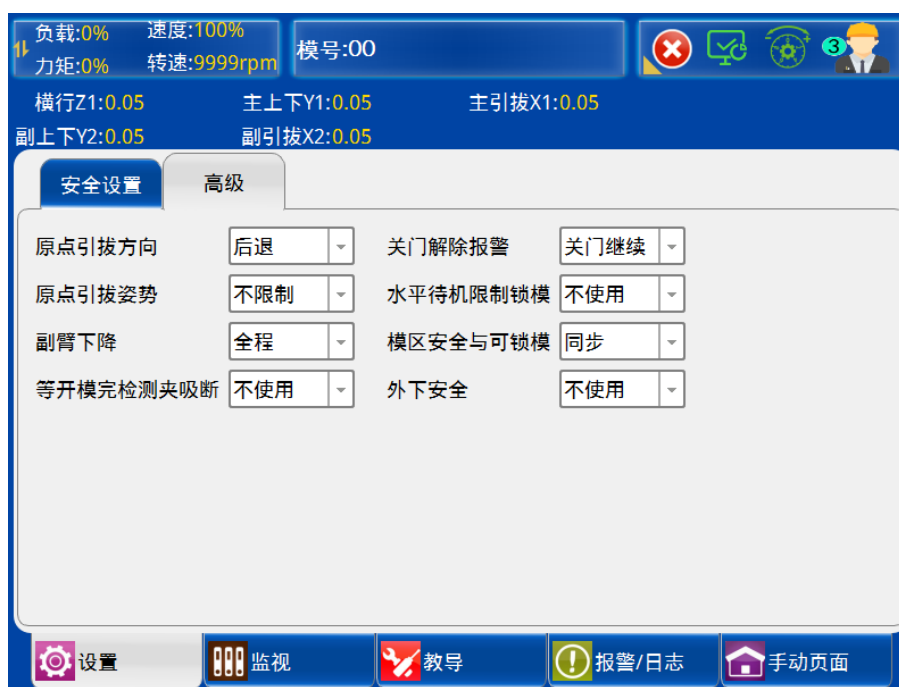 负载:0% 速度:100%
力矩:0% 转速:9999rpm
模号:00
3
横行Z1:0.05 主上下Y1:0.05 主引拔X1:0.05
副上下Y2:0.05 副引拔X2:0.05
安全设置 高级
原点引拔方向 后退 关门解除报警 关门继续
原点引拔姿势 不限制 水平待机限制锁模 不使用
副臂下降 全程 模区安全与可锁模 同步
等开模完检测夹吸断 不使用 外下安全 不使用
设置 监视 教导 报警/日志 手动页面